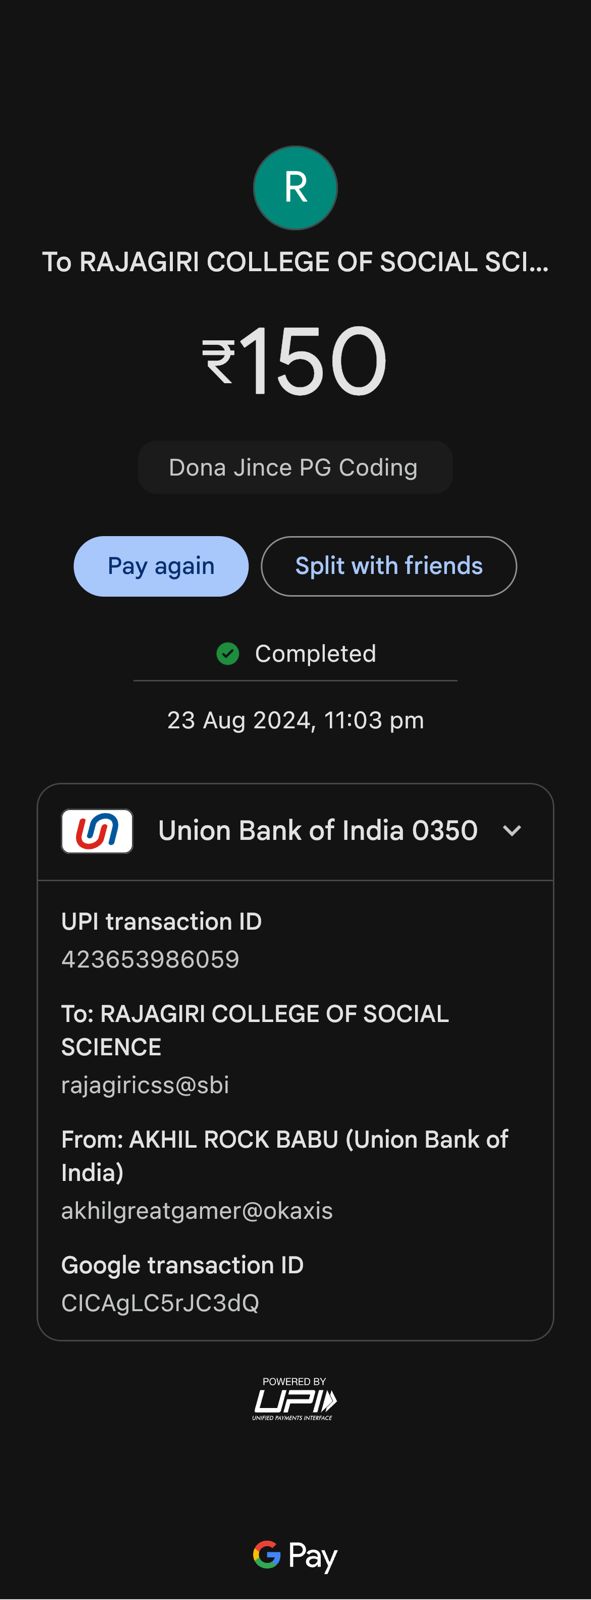 R
To RAJAGIRI COLLEGE OF SOCIAL SCI...
₹150
Dona Jince PG Coding
Pay again
Split with friends
Completed
23 Aug 2024, 11:03 pm
Union Bank of India 0350
UPI transaction ID
423653986059
To: RAJAGIRI COLLEGE OF SOCIAL
SCIENCE
rajagiricss@sbi
From: AKHIL ROCK BABU (Union Bank of
India)
akhilgreatgamer@okaxis
Google transaction ID
CICAgLC5rJC3dQ
POWERED BY
UPI
UNIFIED PAYMENTS INTERFACE
G Pay